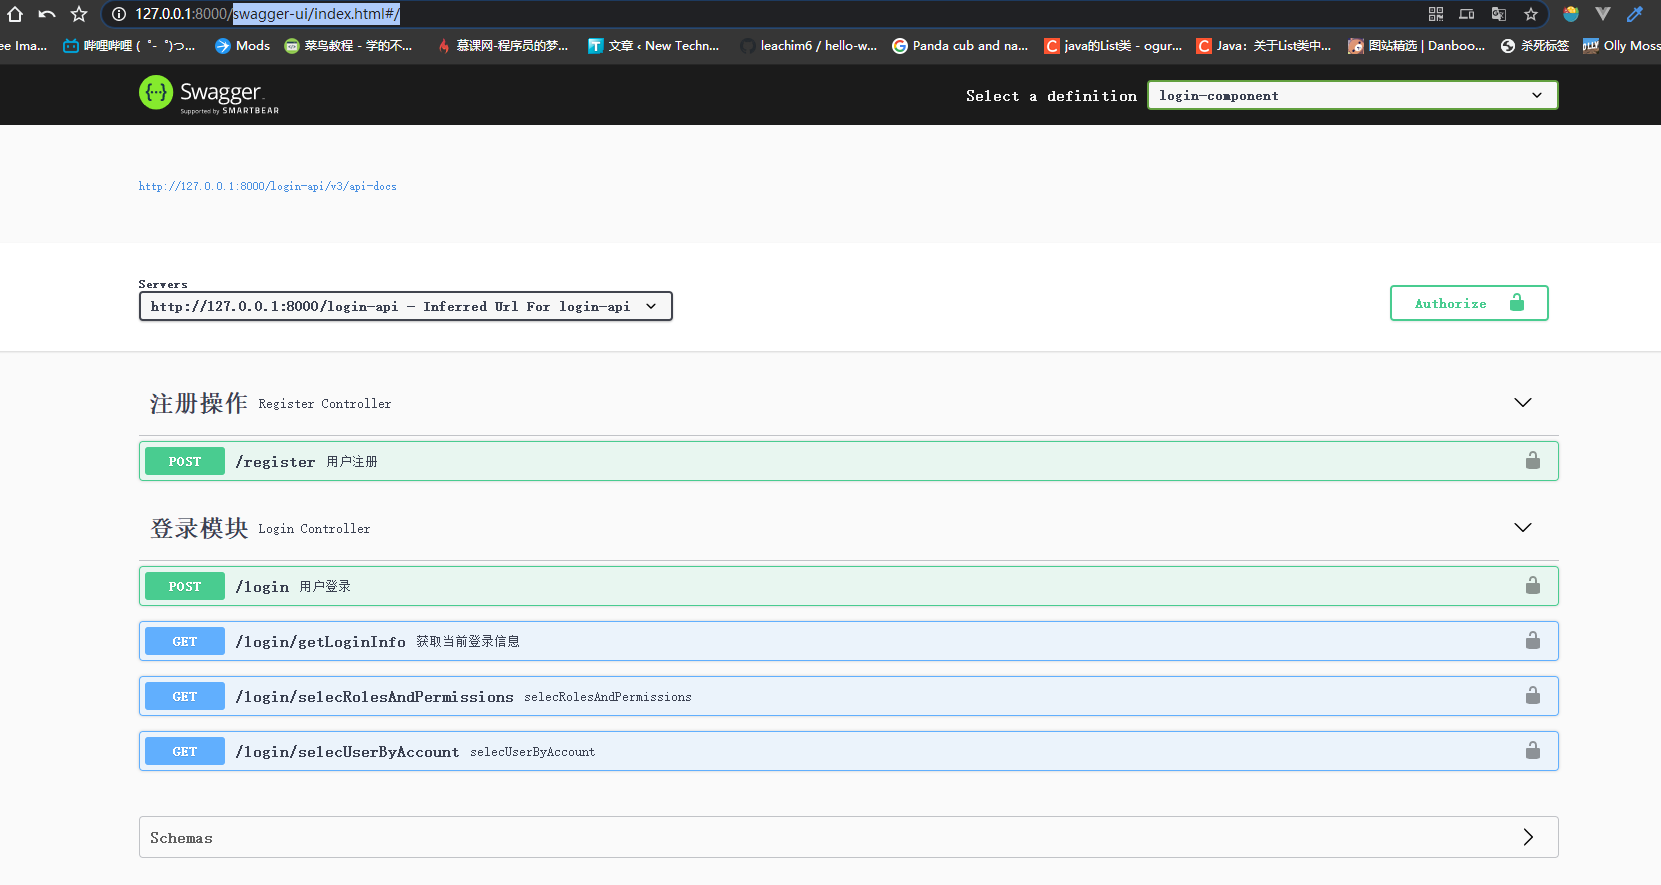 127.0.0.1:8000/swagger-ui/index.html#/
ee Ima...
哔哩哔哩 ( ゜- ゜)つ...
Mods
菜鸟教程 - 学的不...
慕课网-程序员的梦...
文章 ‹ New Techn...
leachim6 / hello-w...
Panda cub and na...
java的List类 - ogur...
Java：关于List类中...
图站精选 | Danboo...
杀死标签
Olly Moss
Swagger
Supported by SMARTBEAR
Select a definition
login-component
http://127.0.0.1:8000/login-api/v3/api-docs
Servers
http://127.0.0.1:8000/login-api - Inferred Url For login-api
Authorize
注册操作 Register Controller
POST /register 用户注册
登录模块 Login Controller
POST /login 用户登录
GET /login/getLoginInfo 获取当前登录信息
GET /login/selecRolesAndPermissions selecRolesAndPermissions
GET /login/selecUserByAccount selecUserByAccount
Schemas